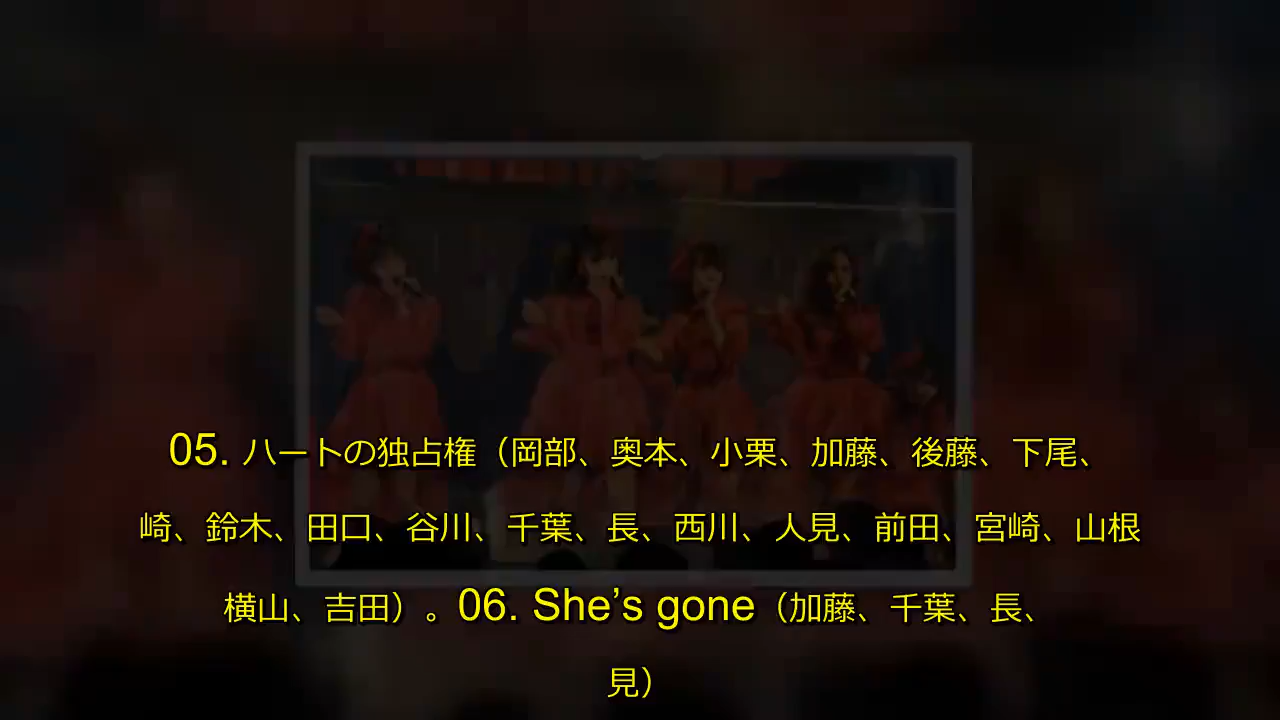 05. ハートの独占権（岡部、奥本、小栗、加藤、後藤、下尾、
崎、鈴木、田口、谷川、千葉、長、西川、人見、前田、宮崎、山根
横山、吉田）。06. She’s gone（加藤、千葉、長、
見）